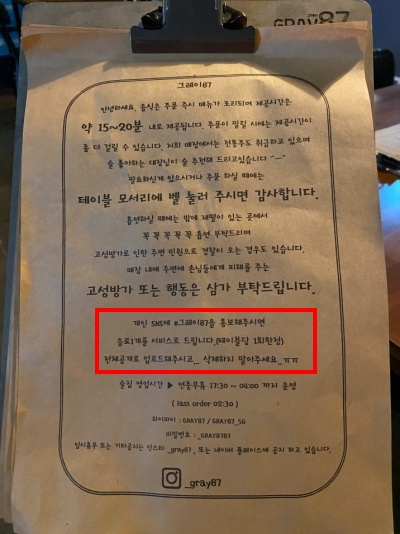 GRAY87
그레이87
안녕하세요, 음식은 주문 즉시 메뉴가 조리되며 제공시간은
약 15~20분 내로 제공됩니다. 주문이 밀릴 시에는 제공시간이
좀 더 걸릴 수 있습니다. 저희 매장에서는 전통주도 취급하고 있으며
술 좋아하는 대장님이 술 추천해 드리고있습니다 ^---^
필요하신게 있으시거나 주문 하실 때에는
테이블 모서리에 벨 눌러 주시면 감사합니다.
흡연하실 때에는 밖에 재떨이 있는 곳에서
꼭 꼭 꼭 꼭 꼭 흡연 부탁드리며
고성방가로 인한 주변 민원으로 경찰이 오는 경우도 있습니다.
매장 내에 주변에 손님들에게 피해를 주는
고성방가 또는 행동은 삼가 부탁드립니다.
개인 SNS에 #그레이87을 홍보해주시면
음료1개를 서비스로 드립니다.(테이블당 1회한정)
전체공개로 업로드해주시고... 삭제하지 말아주세요_ㅠㅠ
술집 영업시간 ▶ 연중무휴 17:30 ~ 04:00 까지 운영
( last order 02:30 )
와이파이 : GRAY87 / GRAY87_5G
비밀번호 : _GRAY8787
임시휴무 또는 기타공지는 인스타 _gray87 , 또는 네이버 플레이스에 공지 하고 있습니다.
_gray87